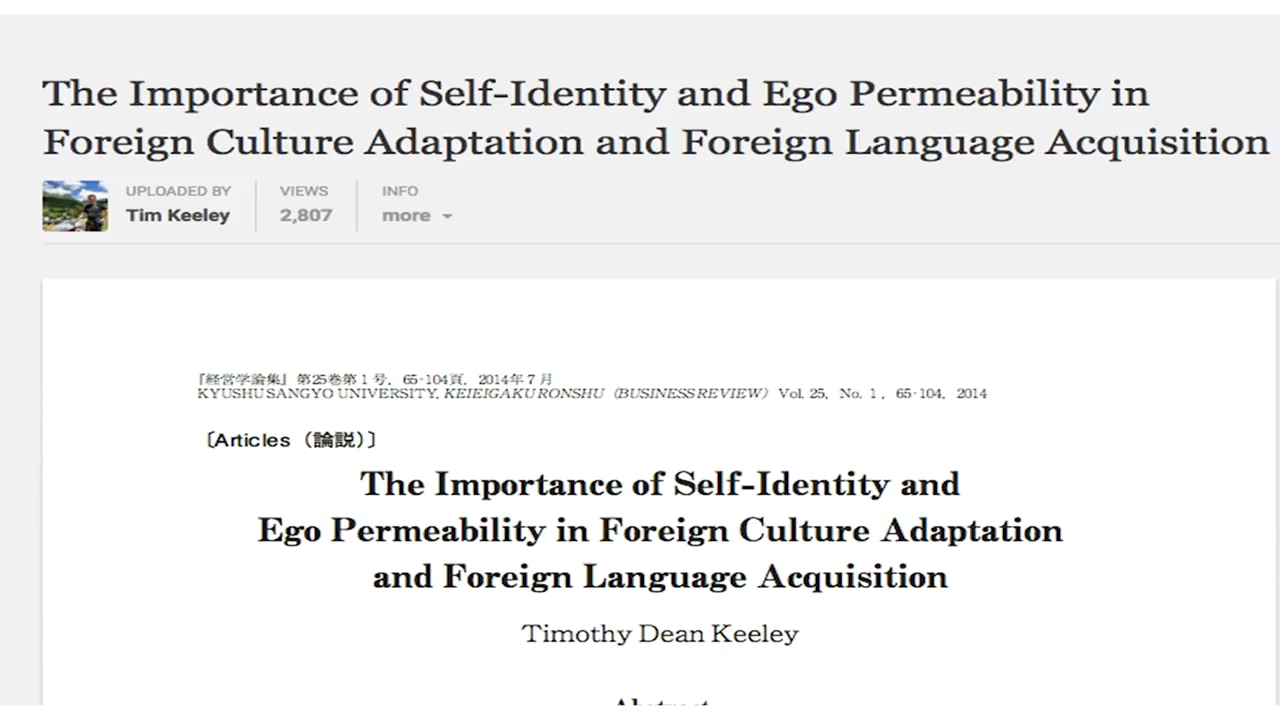 The Importance of Self-Identity and Ego Permeability in
Foreign Culture Adaptation and Foreign Language Acquisition
UPLOADED BY
Tim Keeley
VIEWS
2,807
INFO
more
『経営学論集』第25巻第1号，65-104頁，2014年7月
KYUSHU SANGYO UNIVERSITY, KEIEIGAKU RONSHU (BUSINESS REVIEW) Vol. 25, No. 1, 65-104, 2014
〔Articles（論説）〕
The Importance of Self-Identity and
Ego Permeability in Foreign Culture Adaptation
and Foreign Language Acquisition
Timothy Dean Keeley